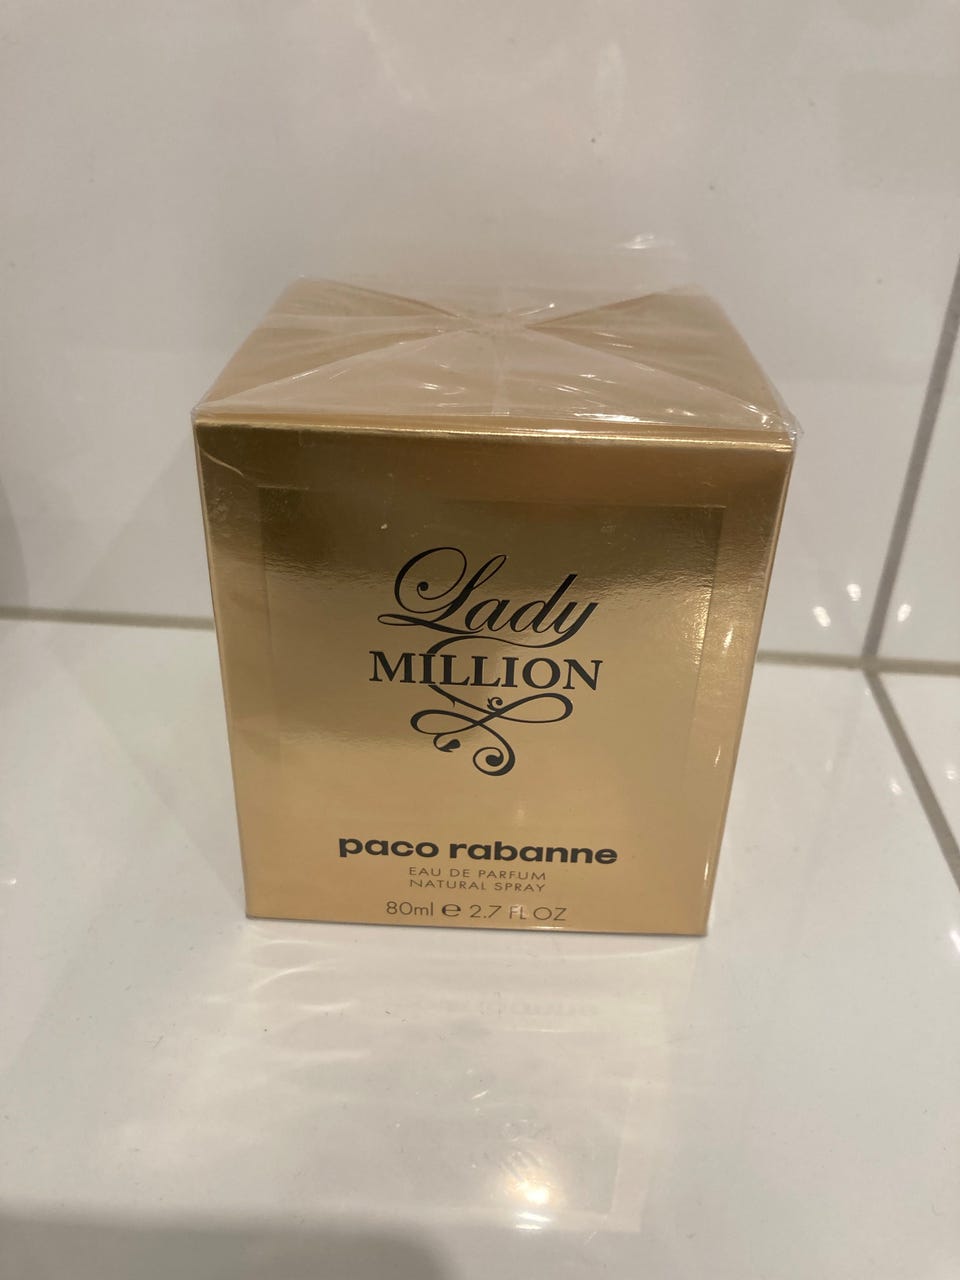 Lady
MILLION
paco rabanne
EAU DE PARFUM
NATURAL SPRAY
80ml e 2.7 FL OZ